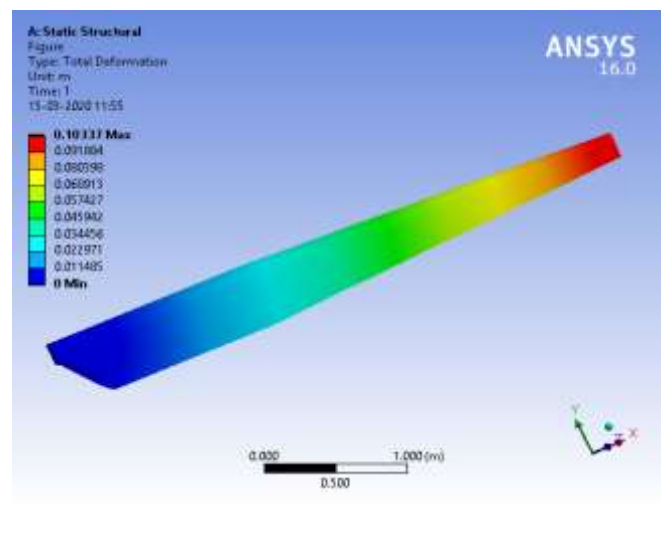 A: Static Structural
Figure
Type: Total Deformation
Unit: m
Time: 1
15-03-2020 11:55
0.10337 Max
0.091884
0.080398
0.068913
0.057427
0.045942
0.034456
0.022971
0.011485
0 Min
ANSYS
16.0
Y
X
Z
0.000
1.000 (m)
0.500